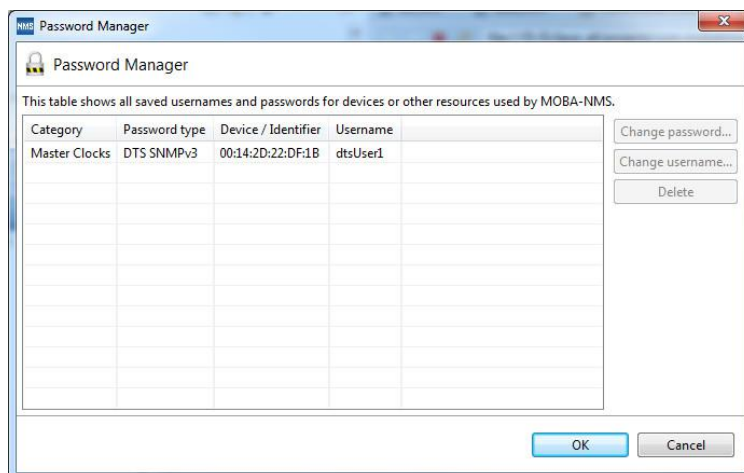 NMS Password Manager
Password Manager
This table shows all saved usernames and passwords for devices or other resources used by MOBA-NMS.
Category Password type Device / Identifier Username
Master Clocks DTS SNMPv3 00:14:2D:22:DF:1B dtsUser1
Change password...
Change username...
Delete
OK Cancel